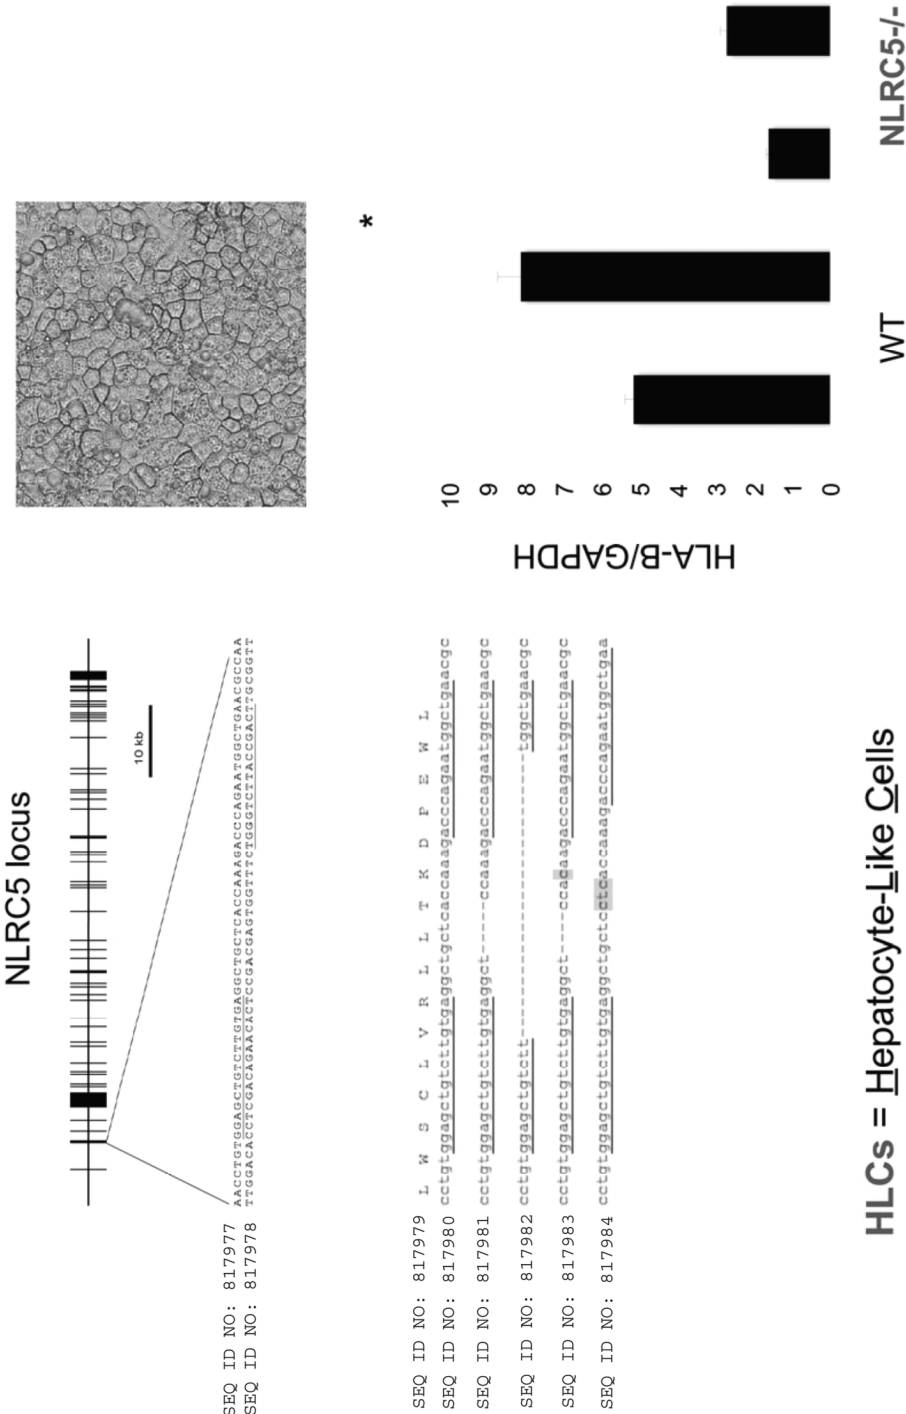 NLRC5 locus
10 kb
SEQ ID NO: 817977 AACCTGTGGAGCTGTCTTGTGAGGCTGCTCACCAAAGACCCAGAATGGCTGAACGCCAA
SEQ ID NO: 817978 TTGGACACCTCGACAGAACACTCCGACGAGTGGTTTCTGGGTCTTACCGACTTGCGGTT
SEQ ID NO: 817979 L W S C L V R L L T K D P E W L
SEQ ID NO: 817980 cctgtggagctgtcttgtgaggctgctcaccaaagacccagaatggctgaacgc
SEQ ID NO: 817981 cctgtggagctgtcttgtgaggct-----ccaaagacccagaatggctgaacgc
SEQ ID NO: 817982 cctgtggagctgtctt---------------------------tggctgaacgc
SEQ ID NO: 817983 cctgtggagctgtcttgtgaggct----ccacaagacccagaatggctgaacgc
SEQ ID NO: 817984 cctgtggagctgtcttgtgaggctgctcctcaccaaagacccagaatggctgaa
HLCs = Hepatocyte-Like Cells
*
HLA-B/GAPDH
10
9
8
7
6
5
4
3
2
1
0
WT NLRC5-/-